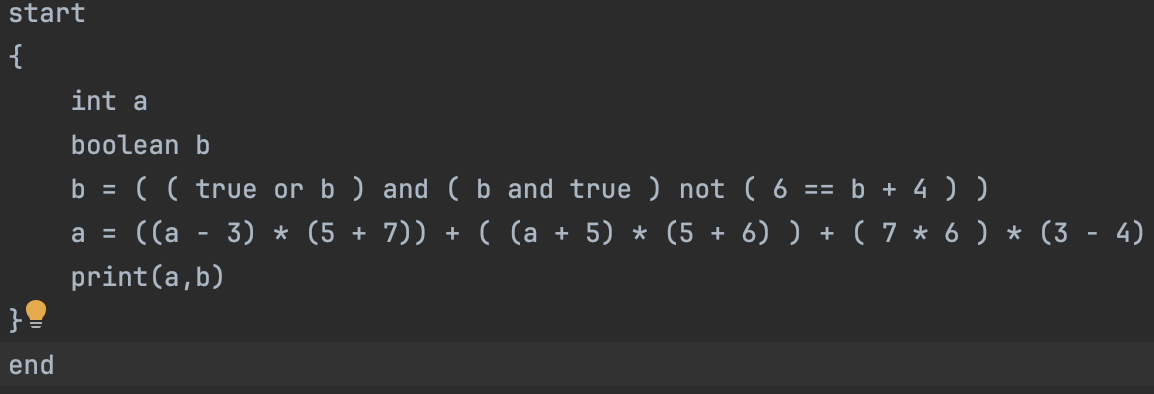 start
{
    int a
    boolean b
    b = ( ( true or b ) and ( b and true ) not ( 6 == b + 4 ) )
    a = ((a - 3) * (5 + 7)) + ( (a + 5) * (5 + 6) ) + ( 7 * 6 ) * (3 - 4)
    print(a,b)
}
end